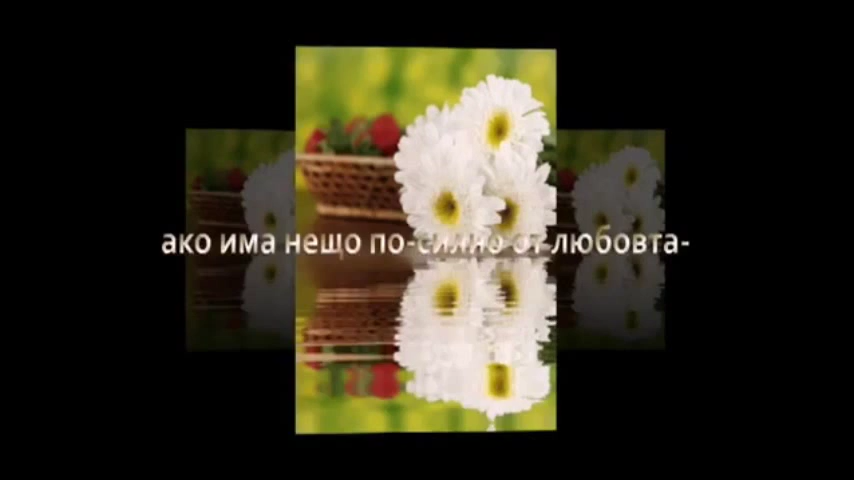 ако има нещо по-силно от любовта-